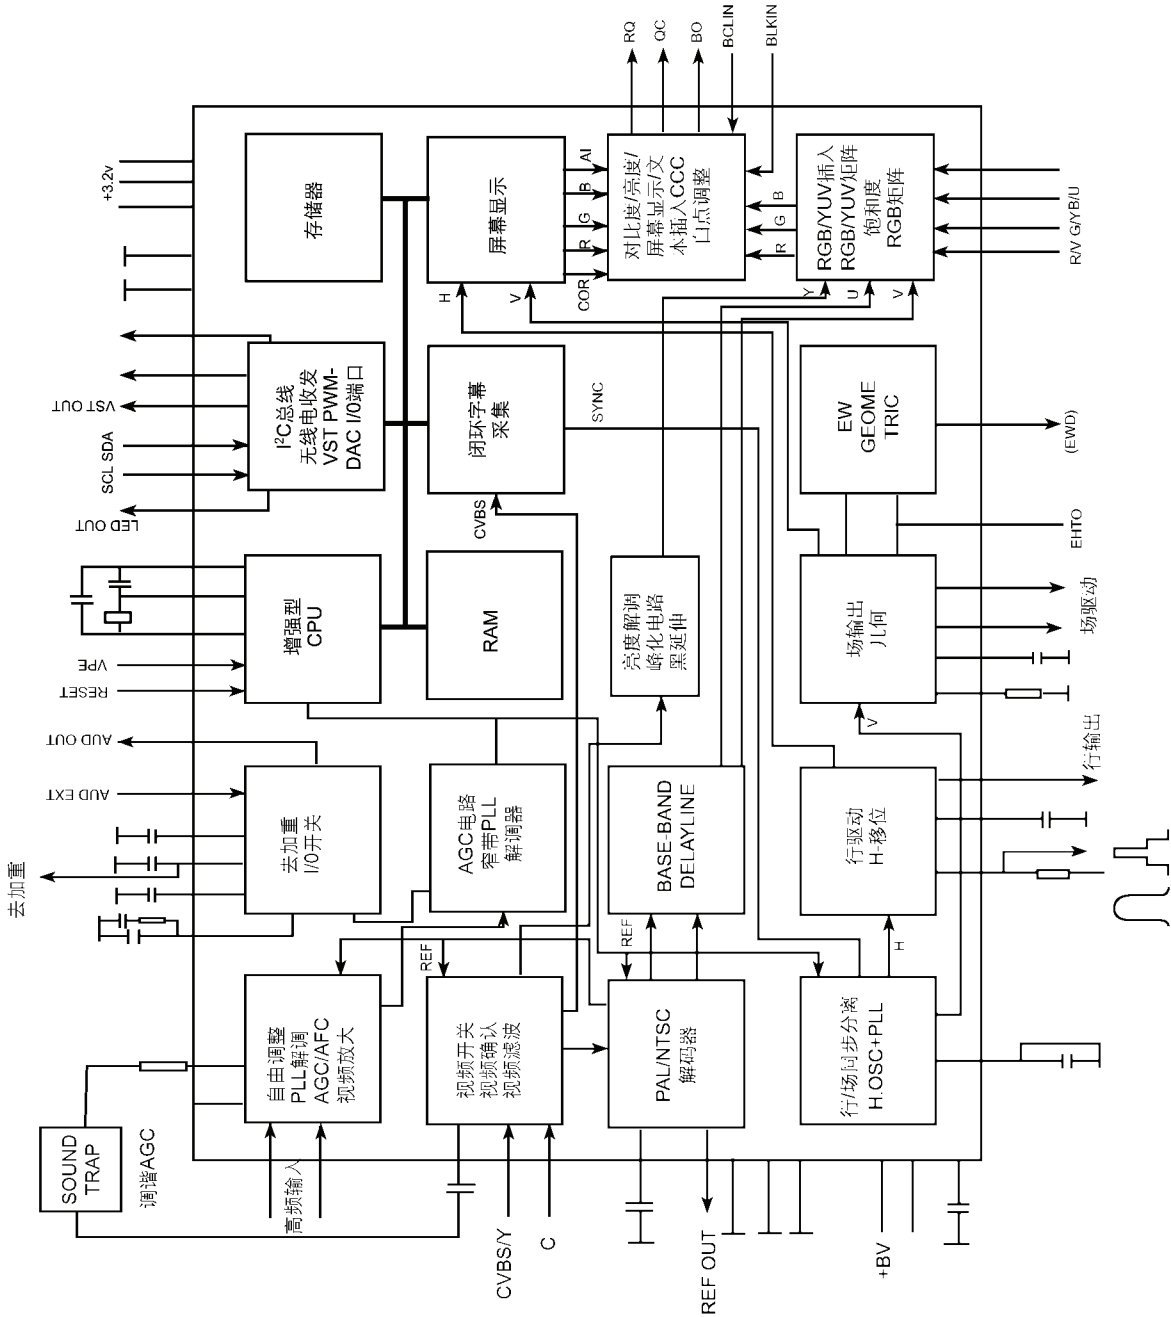 RO
QC
BO
BCLIN
BLKIN
+3.2v
存储器
屏幕显示
AI
B
G
R
COR
对比度/亮度/
屏幕显示/文
本插入CCC
口点调整
B
G
R
RGB/YUV插入
RGB/YUV矩阵
饱和度
RGB矩阵
R/V G/YB/U
H
V
Y
U
V
VST OUT
SCL SDA
LED OUT
I²C总线
无线电收发
VST PWM-
DAC I/0端口
闭环字幕
采集
SYNC
CVBS
EW
GEOME
TRIC
(EWD)
EHTO
VPE
RESET
增强型
CPU
RAM
亮度解调
峰化电路
黑延伸
场输出
几何
场驱动
V
AUD OUT
AUD EXT
去加重
去加重
I/0开关
AGC电路
窄带PLL
解调器
BASE-BAND
DELAYLINE
行驱动
H-移位
行输出
REF
REF
H
自由调整
PLL解调
AGC/AFC
视频放大
视频开关
视频确认
视频滤波
PAL/NTSC
解码器
行/场同步分离
H.OSC+PLL
SOUND
TRAP
调谐AGC
高频输入
CVBS/Y
C
REF OUT
+BV